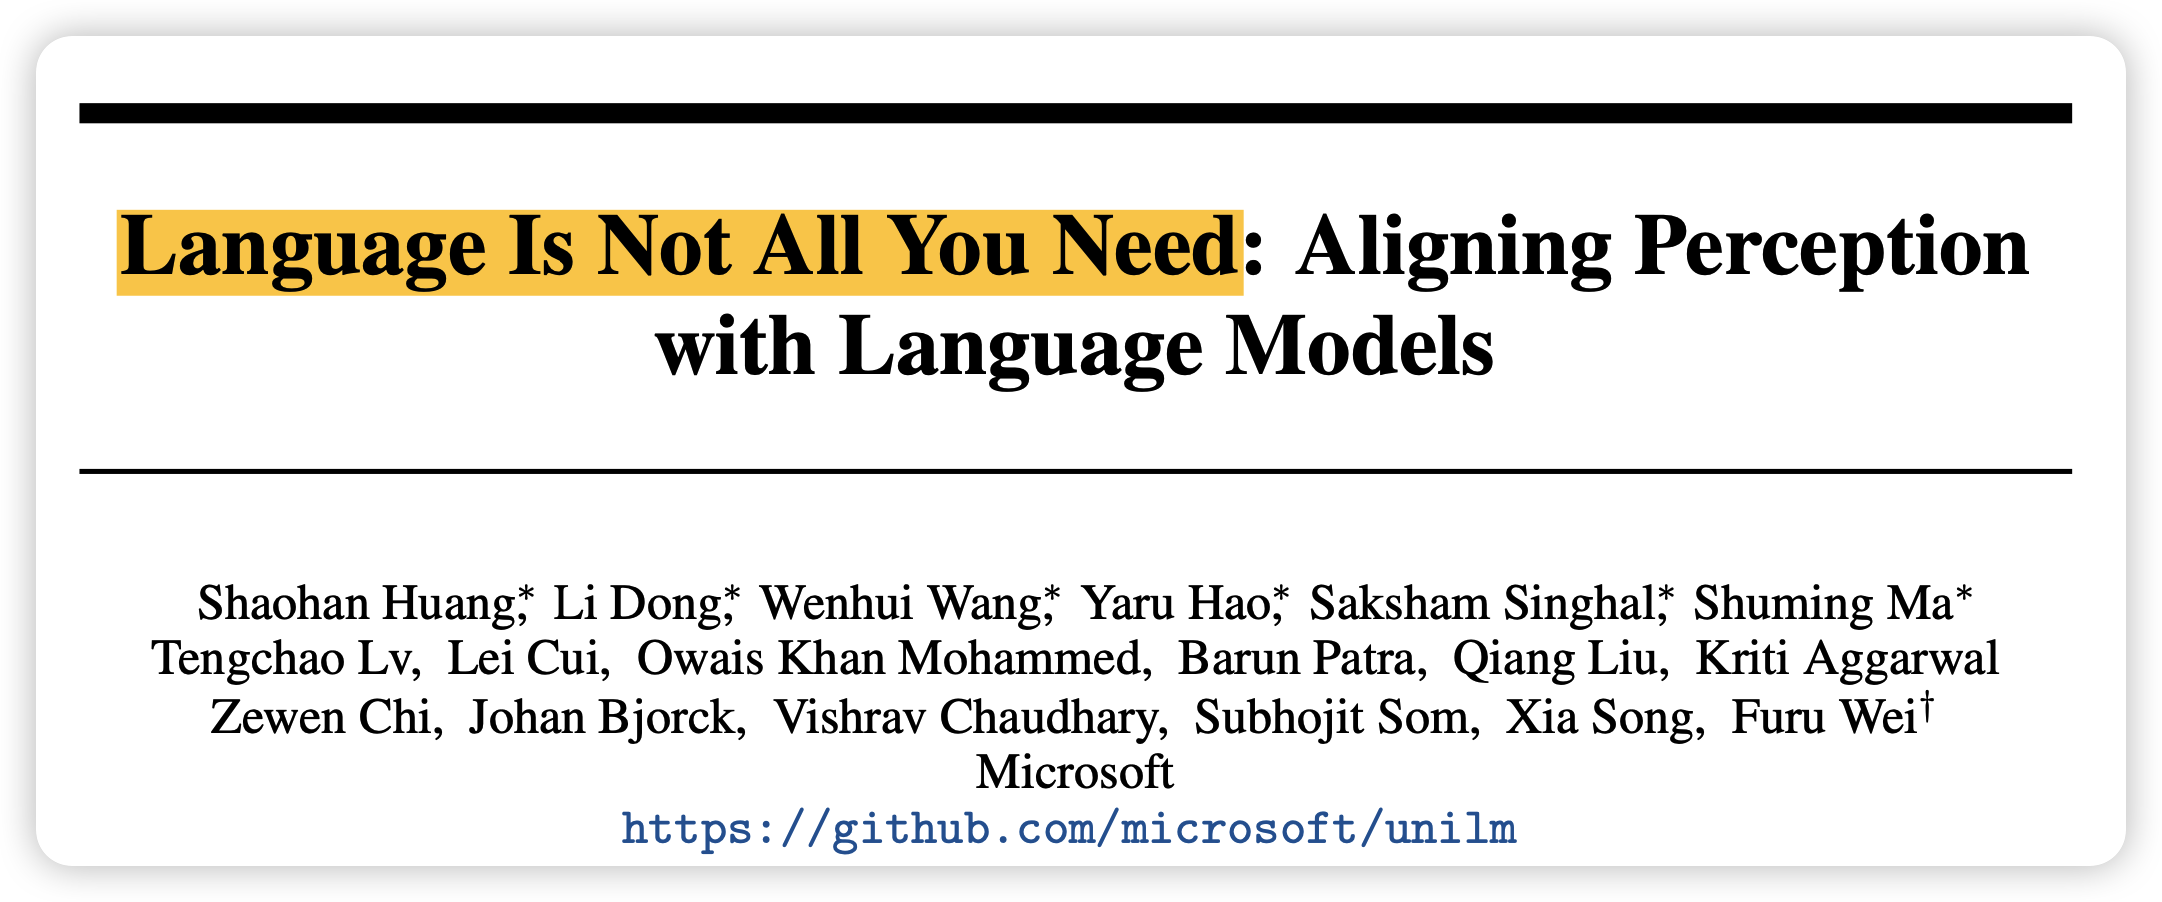 Language Is Not All You Need: Aligning Perception
with Language Models
Shaohan Huang,* Li Dong,* Wenhui Wang,* Yaru Hao,* Saksham Singhal,* Shuming Ma*
Tengchao Lv, Lei Cui, Owais Khan Mohammed, Barun Patra, Qiang Liu, Kriti Aggarwal
Zewen Chi, Johan Bjorck, Vishrav Chaudhary, Subhojit Som, Xia Song, Furu Wei†
Microsoft
https://github.com/microsoft/unilm